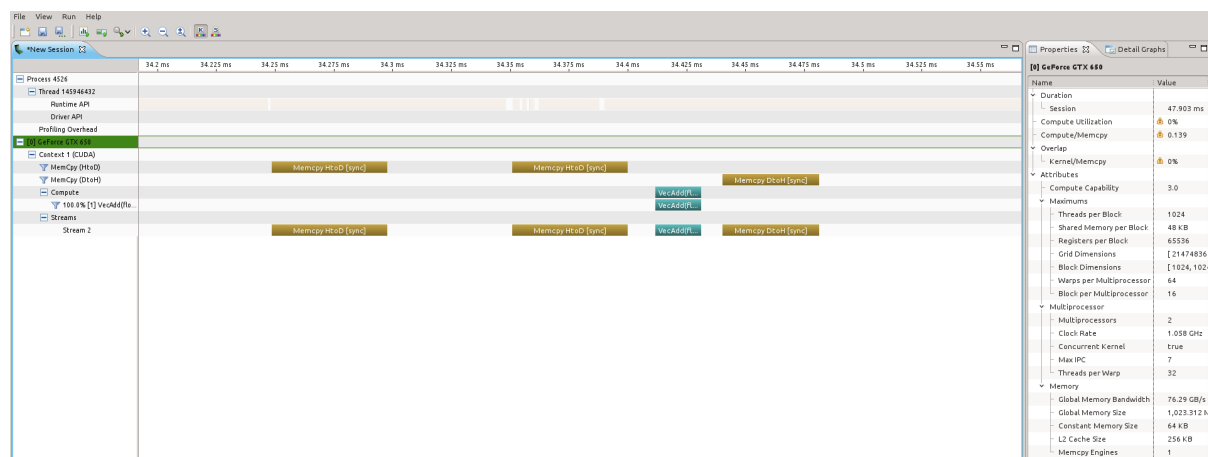 File View Run Help
*New Session
34.2 ms 34.225 ms 34.25 ms 34.275 ms 34.3 ms 34.325 ms 34.35 ms 34.375 ms 34.4 ms 34.425 ms 34.45 ms 34.475 ms 34.5 ms 34.525 ms 34.55 ms
Process 4526
Thread 145946432
Runtime API
Driver API
Profiling Overhead
[0] GeForce GTX 650
Context 1 (CUDA)
MemCpy (HtoD) Memcpy HtoD [sync] Memcpy HtoD [sync]
MemCpy (DtoH) Memcpy DtoH [sync]
Compute VecAdd(fl...
100.0% [1] VecAdd(flo... VecAdd(fl...
Streams
Stream 2 Memcpy HtoD [sync] Memcpy HtoD [sync] VecAdd(fl... Memcpy DtoH [sync]
Properties Detail Graphs
[0] GeForce GTX 650
Name Value
Duration
Session 47.903 ms
Compute Utilization 0%
Compute/Memcpy 0.139
Overlap
Kernel/Memcpy 0%
Attributes
Compute Capability 3.0
Maximums
Threads per Block 1024
Shared Memory per Block 48 KB
Registers per Block 65536
Grid Dimensions [ 21474836
Block Dimensions [ 1024, 102
Warps per Multiprocessor 64
Block per Multiprocessor 16
Multiprocessor
Multiprocessors 2
Clock Rate 1.058 GHz
Concurrent Kernel true
Max IPC 7
Threads per Warp 32
Memory
Global Memory Bandwidth 76.29 GB/s
Global Memory Size 1,023.312 M
Constant Memory Size 64 KB
L2 Cache Size 256 KB
Memcpy Engines 1